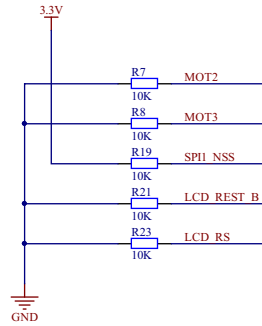 3.3V
R7
MOT2
10K
R8
MOT3
10K
R19
SPI1_NSS
10K
R21
LCD_REST_B
10K
R23
LCD_RS
10K
GND